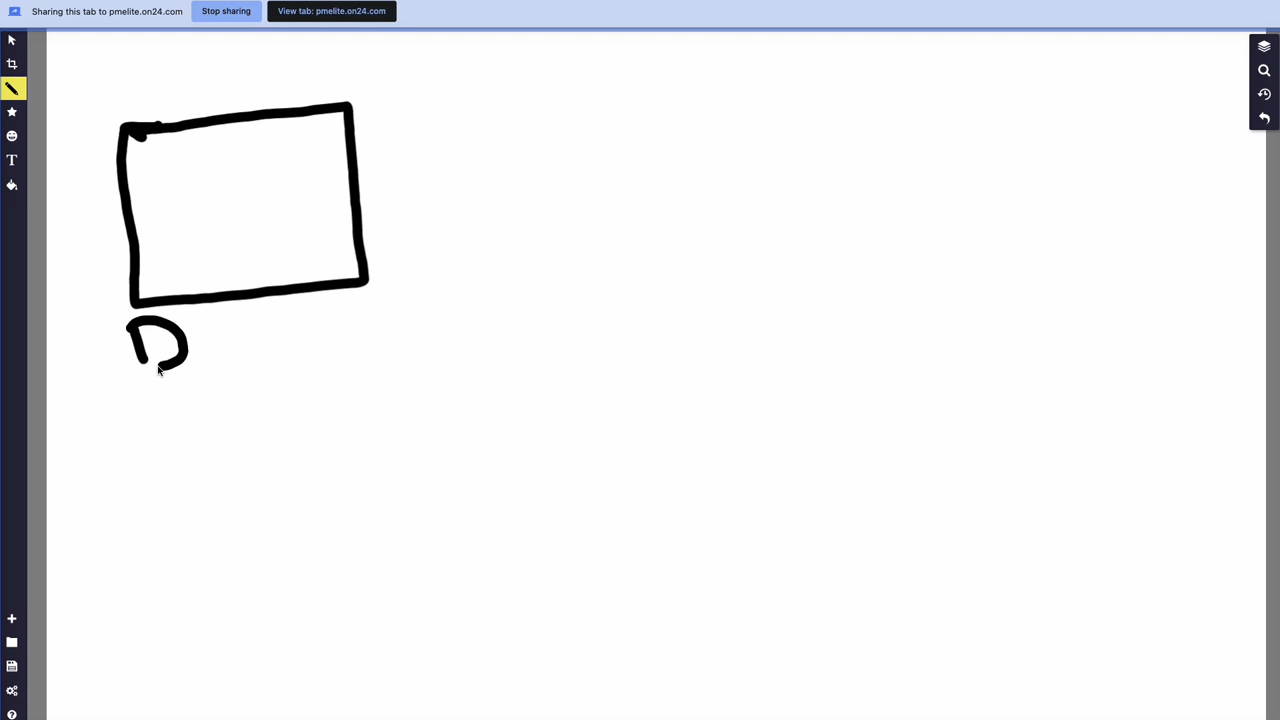 Sharing this tab to pmelite.on24.com
Stop sharing
View tab: pmelite.on24.com
T
D